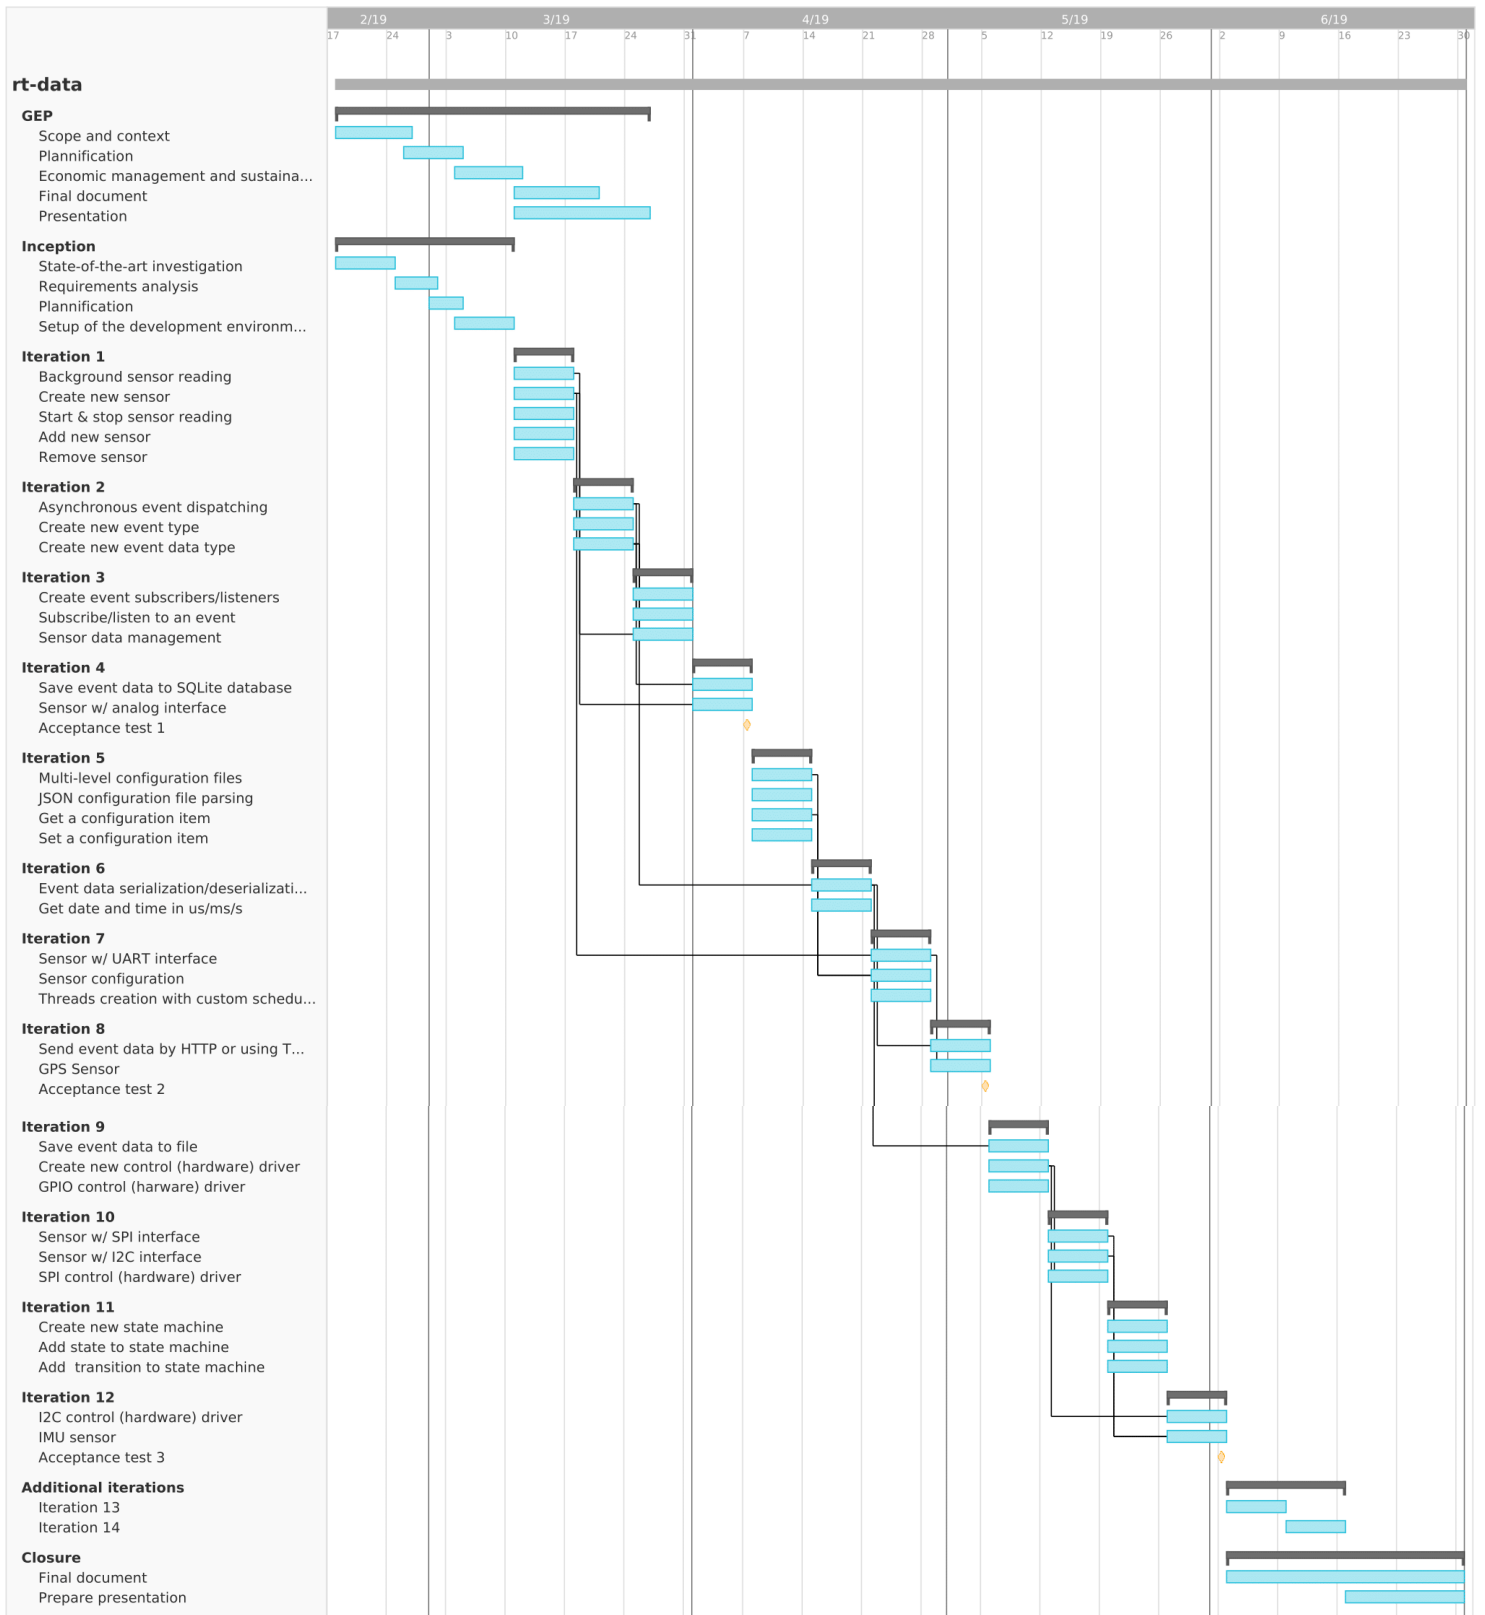 2/19 3/19 4/19 5/19 6/19
17 24 3 10 17 24 31 7 14 21 28 5 12 19 26 2 9 16 23 30
rt-data
GEP
Scope and context
Plannification
Economic management and sustaina...
Final document
Presentation
Inception
State-of-the-art investigation
Requirements analysis
Plannification
Setup of the development environm...
Iteration 1
Background sensor reading
Create new sensor
Start & stop sensor reading
Add new sensor
Remove sensor
Iteration 2
Asynchronous event dispatching
Create new event type
Create new event data type
Iteration 3
Create event subscribers/listeners
Subscribe/listen to an event
Sensor data management
Iteration 4
Save event data to SQLite database
Sensor w/ analog interface
Acceptance test 1
Iteration 5
Multi-level configuration files
JSON configuration file parsing
Get a configuration item
Set a configuration item
Iteration 6
Event data serialization/deserializati...
Get date and time in us/ms/s
Iteration 7
Sensor w/ UART interface
Sensor configuration
Threads creation with custom schedu...
Iteration 8
Send event data by HTTP or using T...
GPS Sensor
Acceptance test 2
Iteration 9
Save event data to file
Create new control (hardware) driver
GPIO control (harware) driver
Iteration 10
Sensor w/ SPI interface
Sensor w/ I2C interface
SPI control (hardware) driver
Iteration 11
Create new state machine
Add state to state machine
Add  transition to state machine
Iteration 12
I2C control (hardware) driver
IMU sensor
Acceptance test 3
Additional iterations
Iteration 13
Iteration 14
Closure
Final document
Prepare presentation